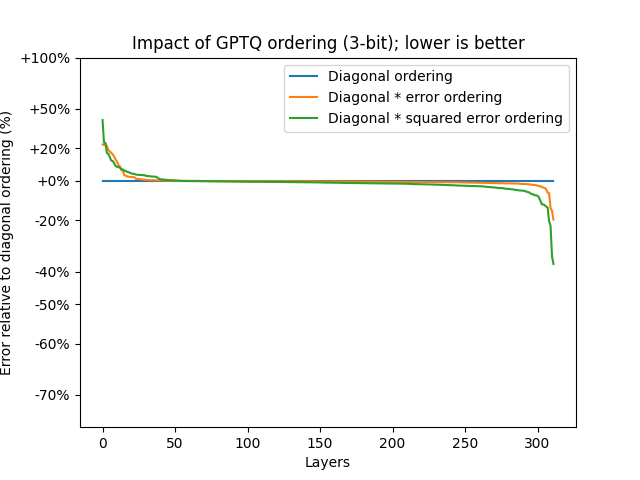 Impact of GPTQ ordering (3-bit); lower is better
Error relative to diagonal ordering (%)
+100%
+50%
+20%
+0%
-20%
-40%
-50%
-60%
-70%
Diagonal ordering
Diagonal * error ordering
Diagonal * squared error ordering
0 50 100 150 200 250 300
Layers